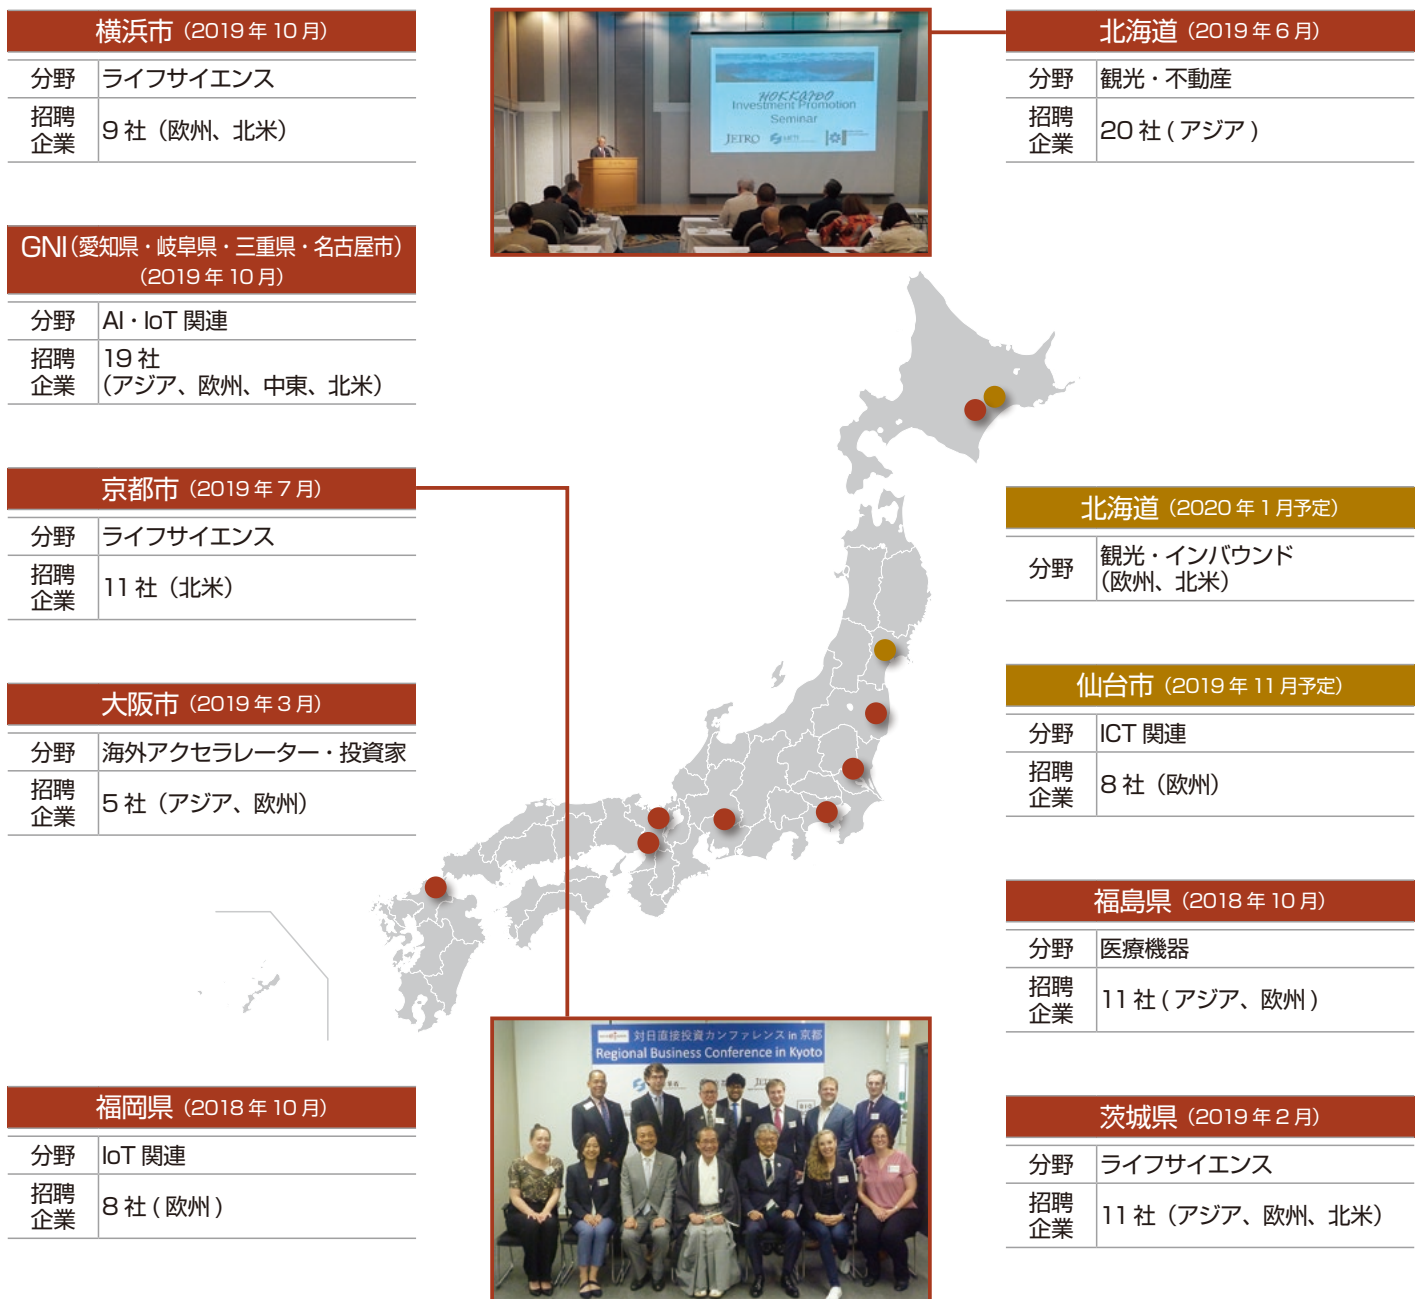 横浜市（2019年10月）
分野 ライフサイエンス
招聘
企業
9社（欧州、北米）
GNI（愛知県・岐阜県・三重県・名古屋市）
（2019年10月）
分野 AI・IoT 関連
招聘
企業
19社
（アジア、欧州、中東、北米）
京都市（2019年7月）
分野 ライフサイエンス
招聘
企業
11社（北米）
大阪市（2019年3月）
分野 海外アクセラレーター・投資家
招聘
企業
5社（アジア、欧州）
福岡県（2018年10月）
分野 IoT 関連
招聘
企業
8社(欧州)
HOKKAIDO
Investment Promotion
Seminar
JETRO METI
対日直接投資カンファレンス in 京都
Regional Business Conference in Kyoto
JETRO
北海道（2019年6月）
分野 観光・不動産
招聘
企業
20社(アジア)
北海道（2020年1月予定）
分野 観光・インバウンド
（欧州、北米）
仙台市（2019年11月予定）
分野 ICT 関連
招聘
企業
8社（欧州）
福島県（2018年10月）
分野 医療機器
招聘
企業
11社(アジア、欧州)
茨城県（2019年2月）
分野 ライフサイエンス
招聘
企業
11社（アジア、欧州、北米）